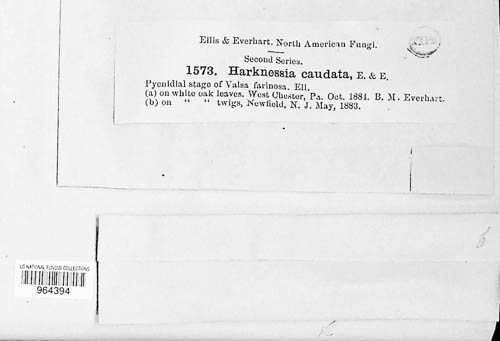 Ellis & Everhart. North American Fungi.
Second Series.
1573. Harknessia caudata, E. & E.
Pycnidial stage of Valsa farinosa. Ell.
(a) on white oak leaves. West Chester, Pa. Oct. 1881. B. M. Everhart.
(b) on " " twigs, Newfield, N. J. May, 1883.
US NATIONAL FUNGUS COLLECTIONS
964394